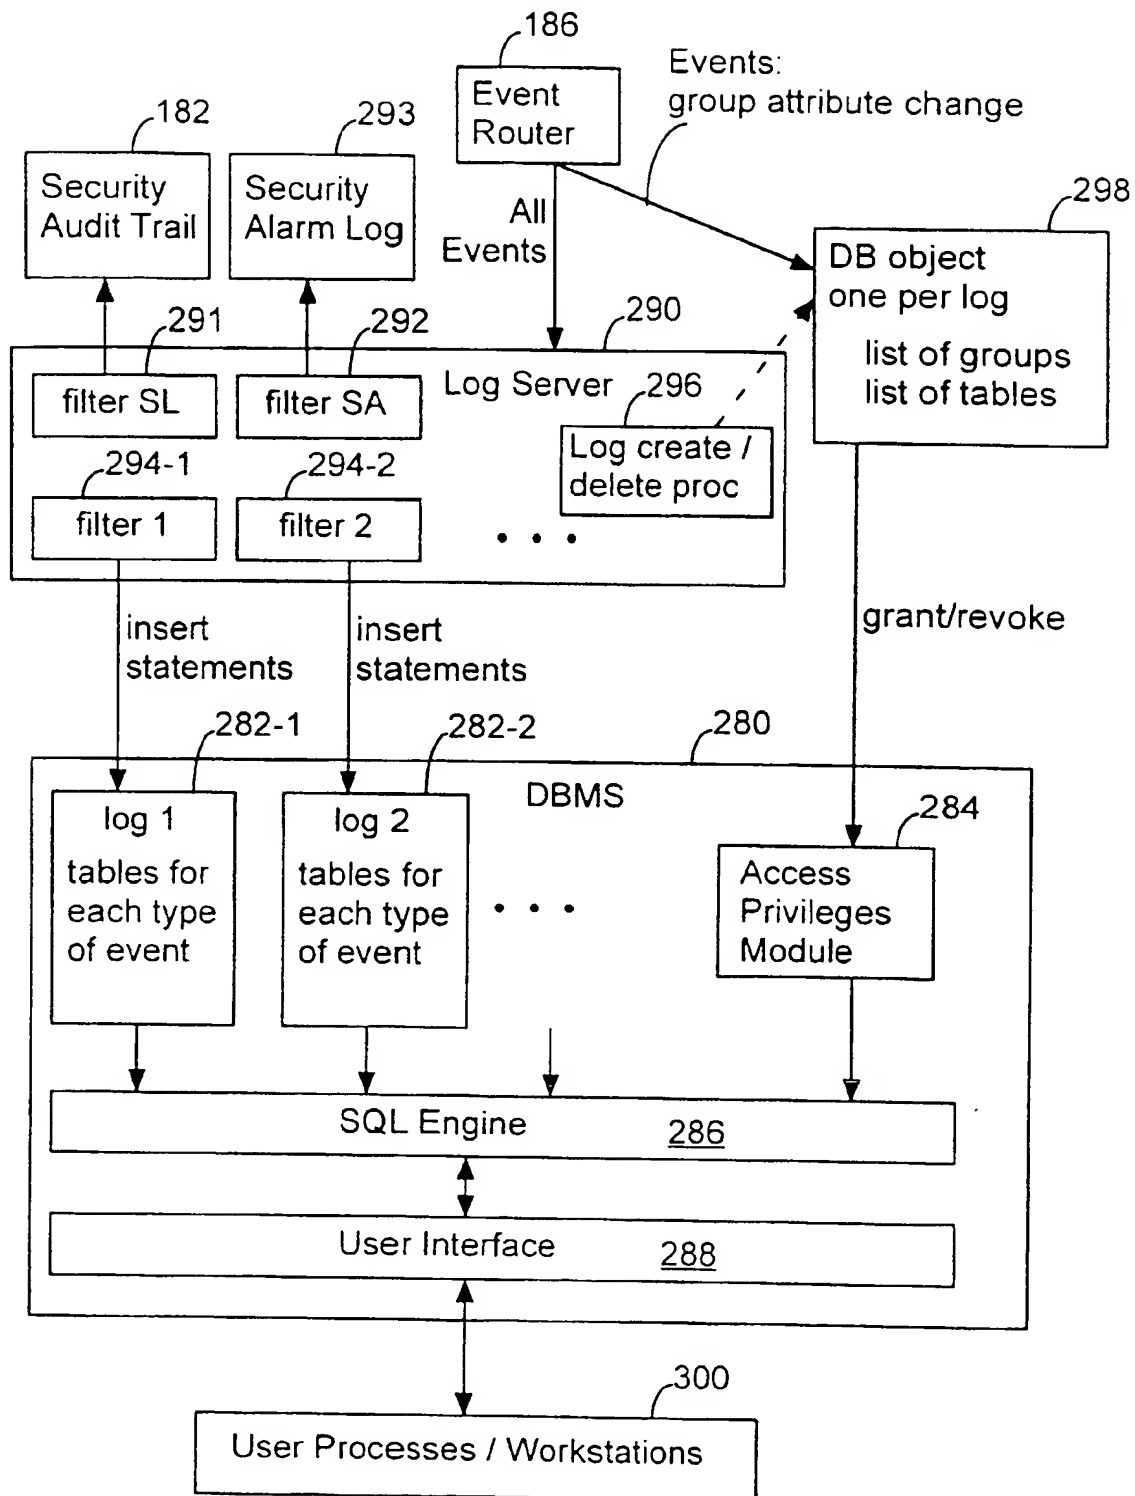 186
Event
Router
Events:
group attribute change
182
Security
Audit Trail
293
Security
Alarm Log
All
Events
298
DB object
one per log
list of groups
list of tables
291
292
290
filter SL
filter SA
Log Server
296
Log create /
delete proc
294-1
294-2
filter 1
filter 2
• • •
insert
statements
insert
statements
grant/revoke
282-1
282-2
280
DBMS
log 1
tables for
each type
of event
log 2
tables for
each type
of event
• • •
284
Access
Privileges
Module
SQL Engine 286
User Interface 288
300
User Processes / Workstations